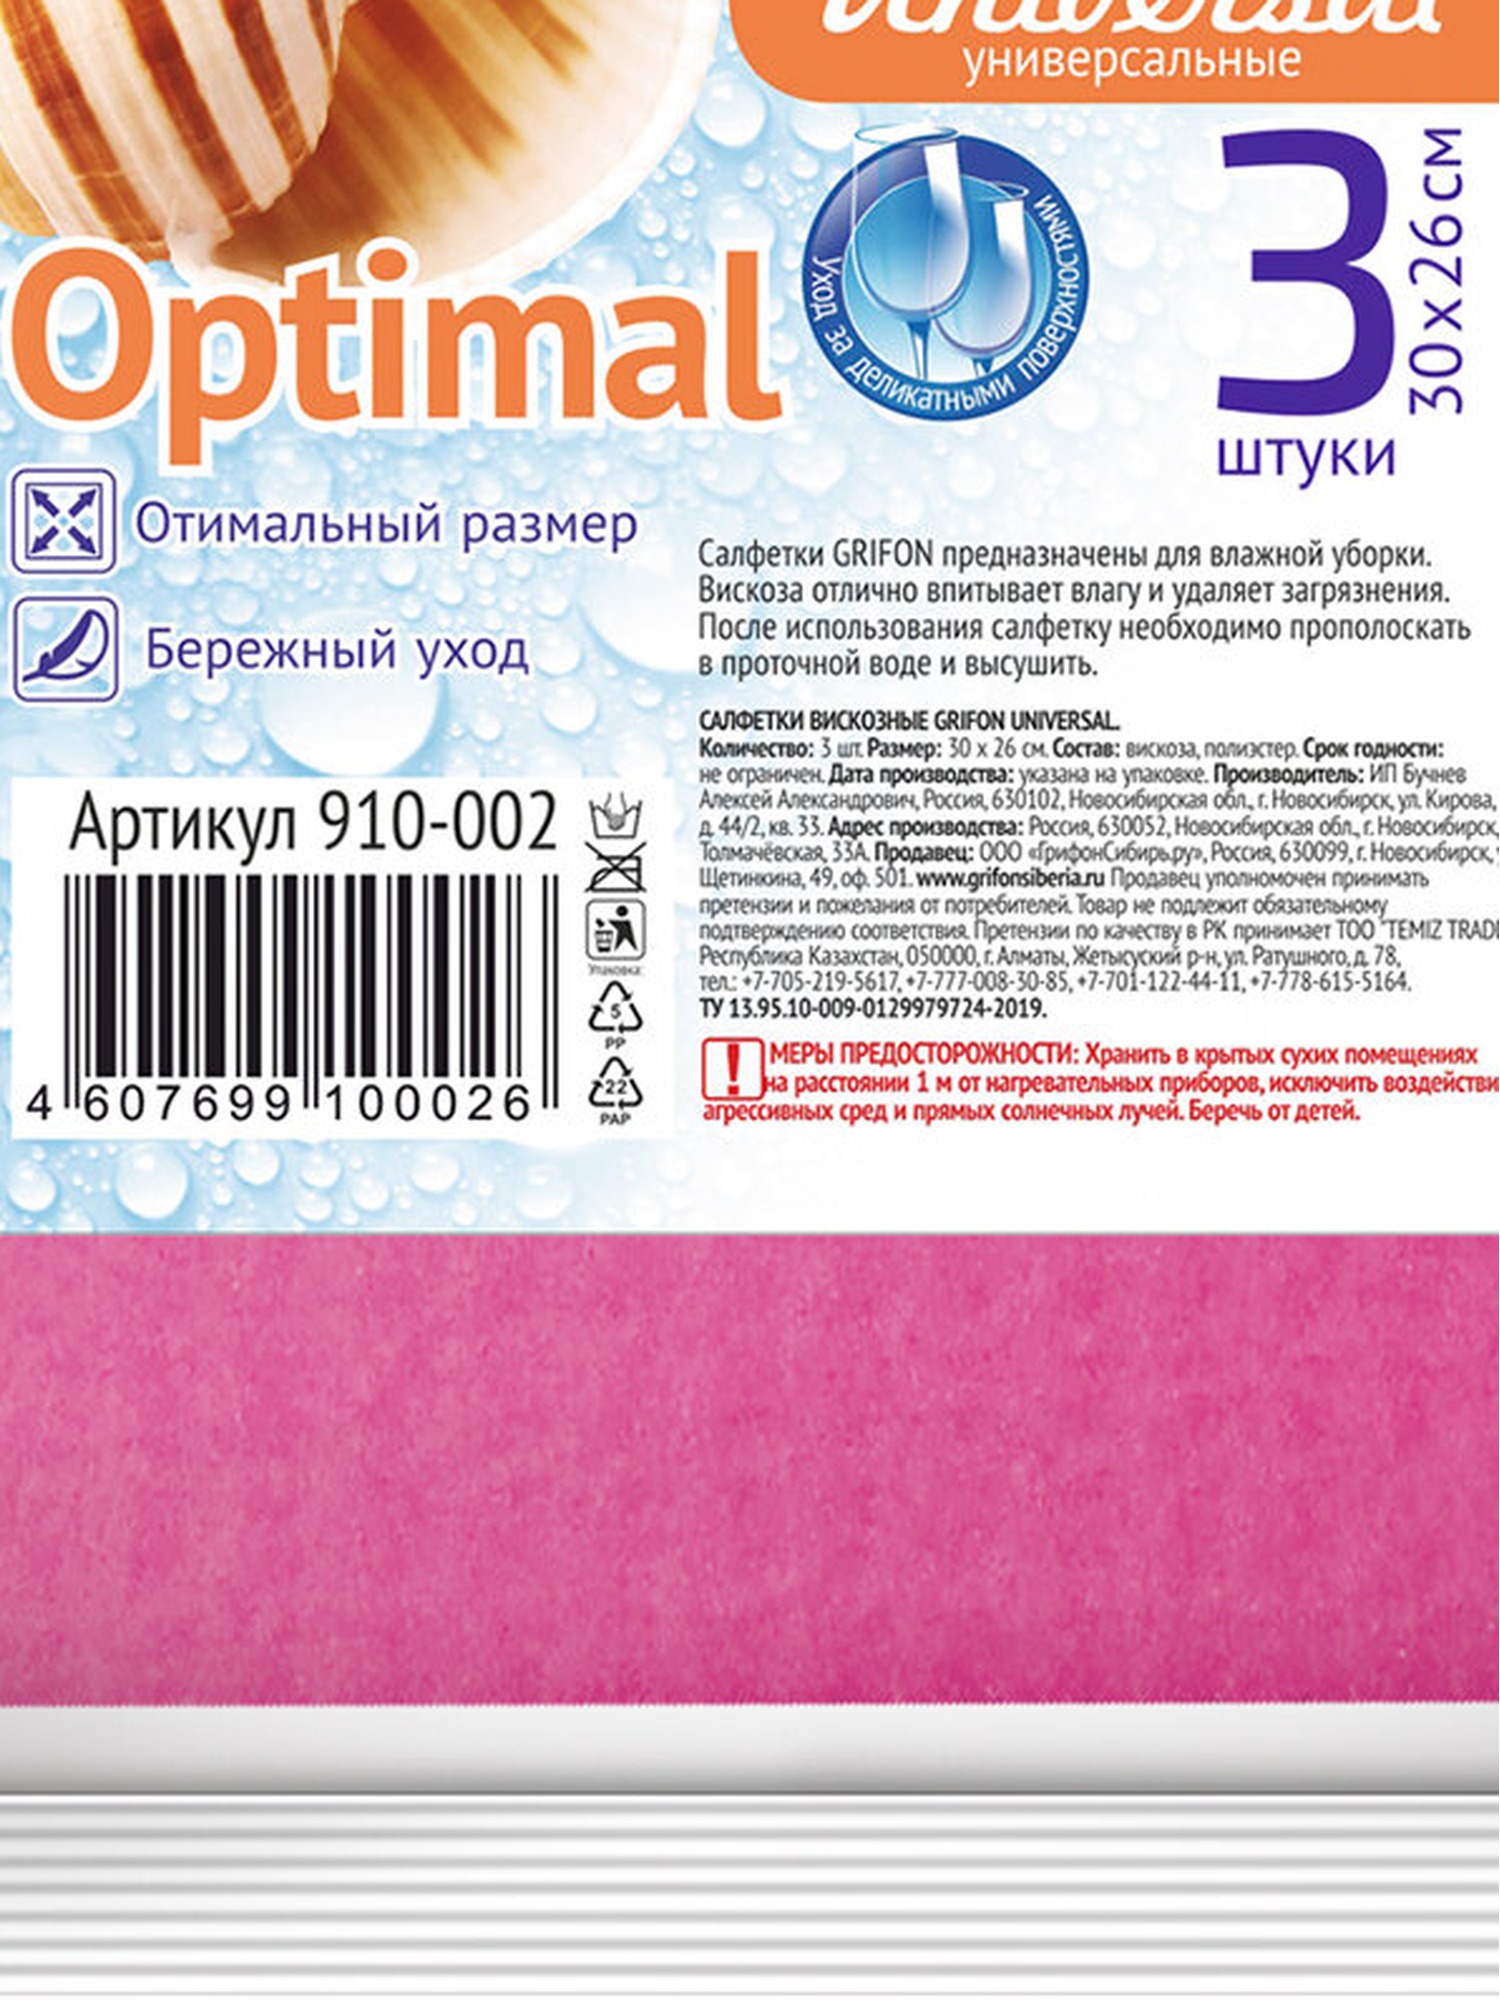 Universal
универсальные
3
штуки
30x26 см
Уход за деликатными поверхностями
Optimal
Отимальный размер
Бережный уход
Салфетки GRIFON предназначены для влажной уборки.
Вискоза отлично впитывает влагу и удаляет загрязнения.
После использования салфетку необходимо прополоскать
в проточной воде и высушить.
САЛФЕТКИ ВИСКОЗНЫЕ GRIFON UNIVERSAL.
Количество: 3 шт. Размер: 30 x 26 см. Состав: вискоза, полиэстер. Срок годности:
не ограничен. Дата производства: указана на упаковке. Производитель: ИП Бучнев
Алексей Александрович, Россия, 630102, Новосибирская обл., г. Новосибирск, ул. Кирова,
д. 44/2, кв. 33. Адрес производства: Россия, 630052, Новосибирская обл., г. Новосибирск,
Толмачёвская, 33А. Продавец: ООО «ГрифонСибирь.ру», Россия, 630099, г. Новосибирск,
Щетинкина, 49, оф. 501. www.grifonsiberia.ru Продавец уполномочен принимать
претензии и пожелания от потребителей. Товар не подлежит обязательному
подтверждению соответствия. Претензии по качеству в РК принимает ТОО "TEMIZ
Республика Казахстан, 050000, г. Алматы, Жетысуский р-н, ул. Ратушного, д. 78,
тел.: +7-705-219-5617, +7-777-008-30-85, +7-701-122-44-11, +7-778-615-5164.
ТУ 13.95.10-009-0129979724-2019.
! МЕРЫ ПРЕДОСТОРОЖНОСТИ: Хранить в крытых сухих помещениях
на расстоянии 1 м от нагревательных приборов, исключить воздействи
агрессивных сред и прямых солнечных лучей. Беречь от детей.
Артикул 910-002
4 607699 100026
Упаковка:
5
PP
22
PAP